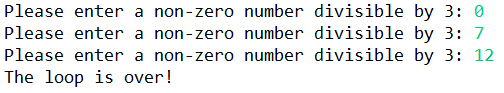 Please enter a non-zero number divisible by 3: 0
Please enter a non-zero number divisible by 3: 7
Please enter a non-zero number divisible by 3: 12
The loop is over!